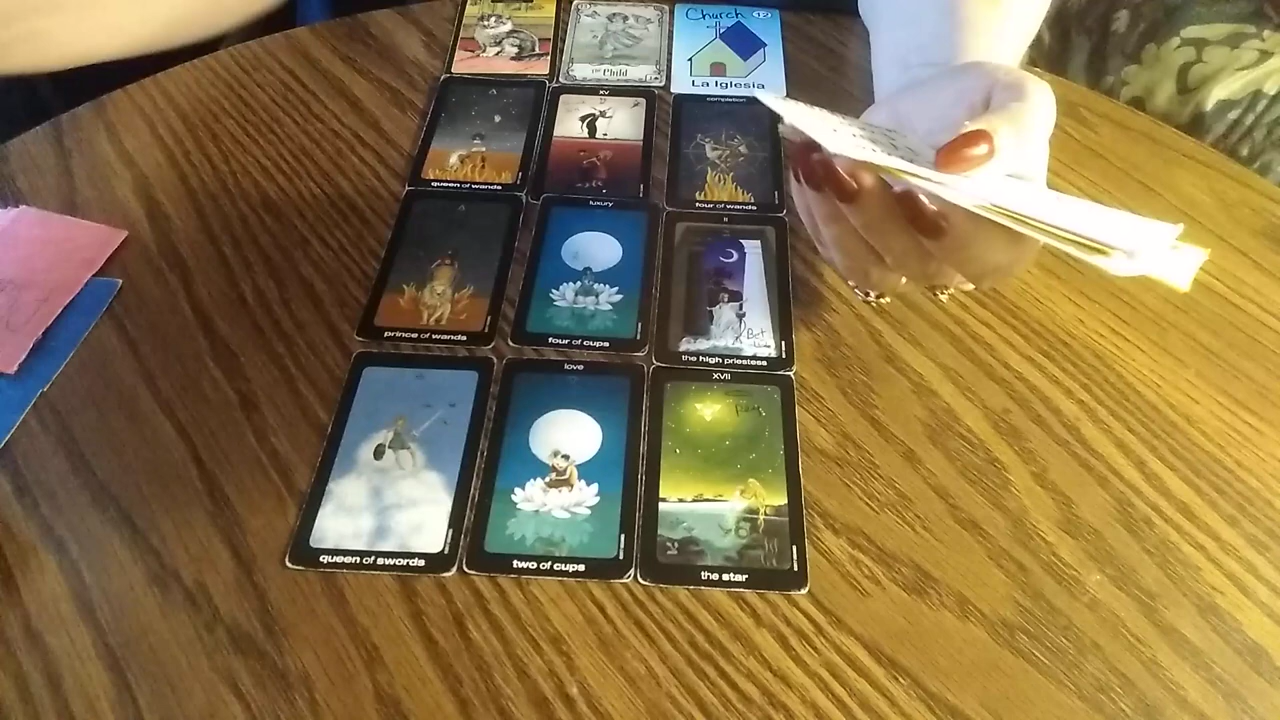 Church 12
the Child
La Iglesia
XV
completion
queen of wands
four of wands
luxury
II
prince of wands
four of cups
Bet
the high priestess
love
XVII
queen of swords
two of cups
the star